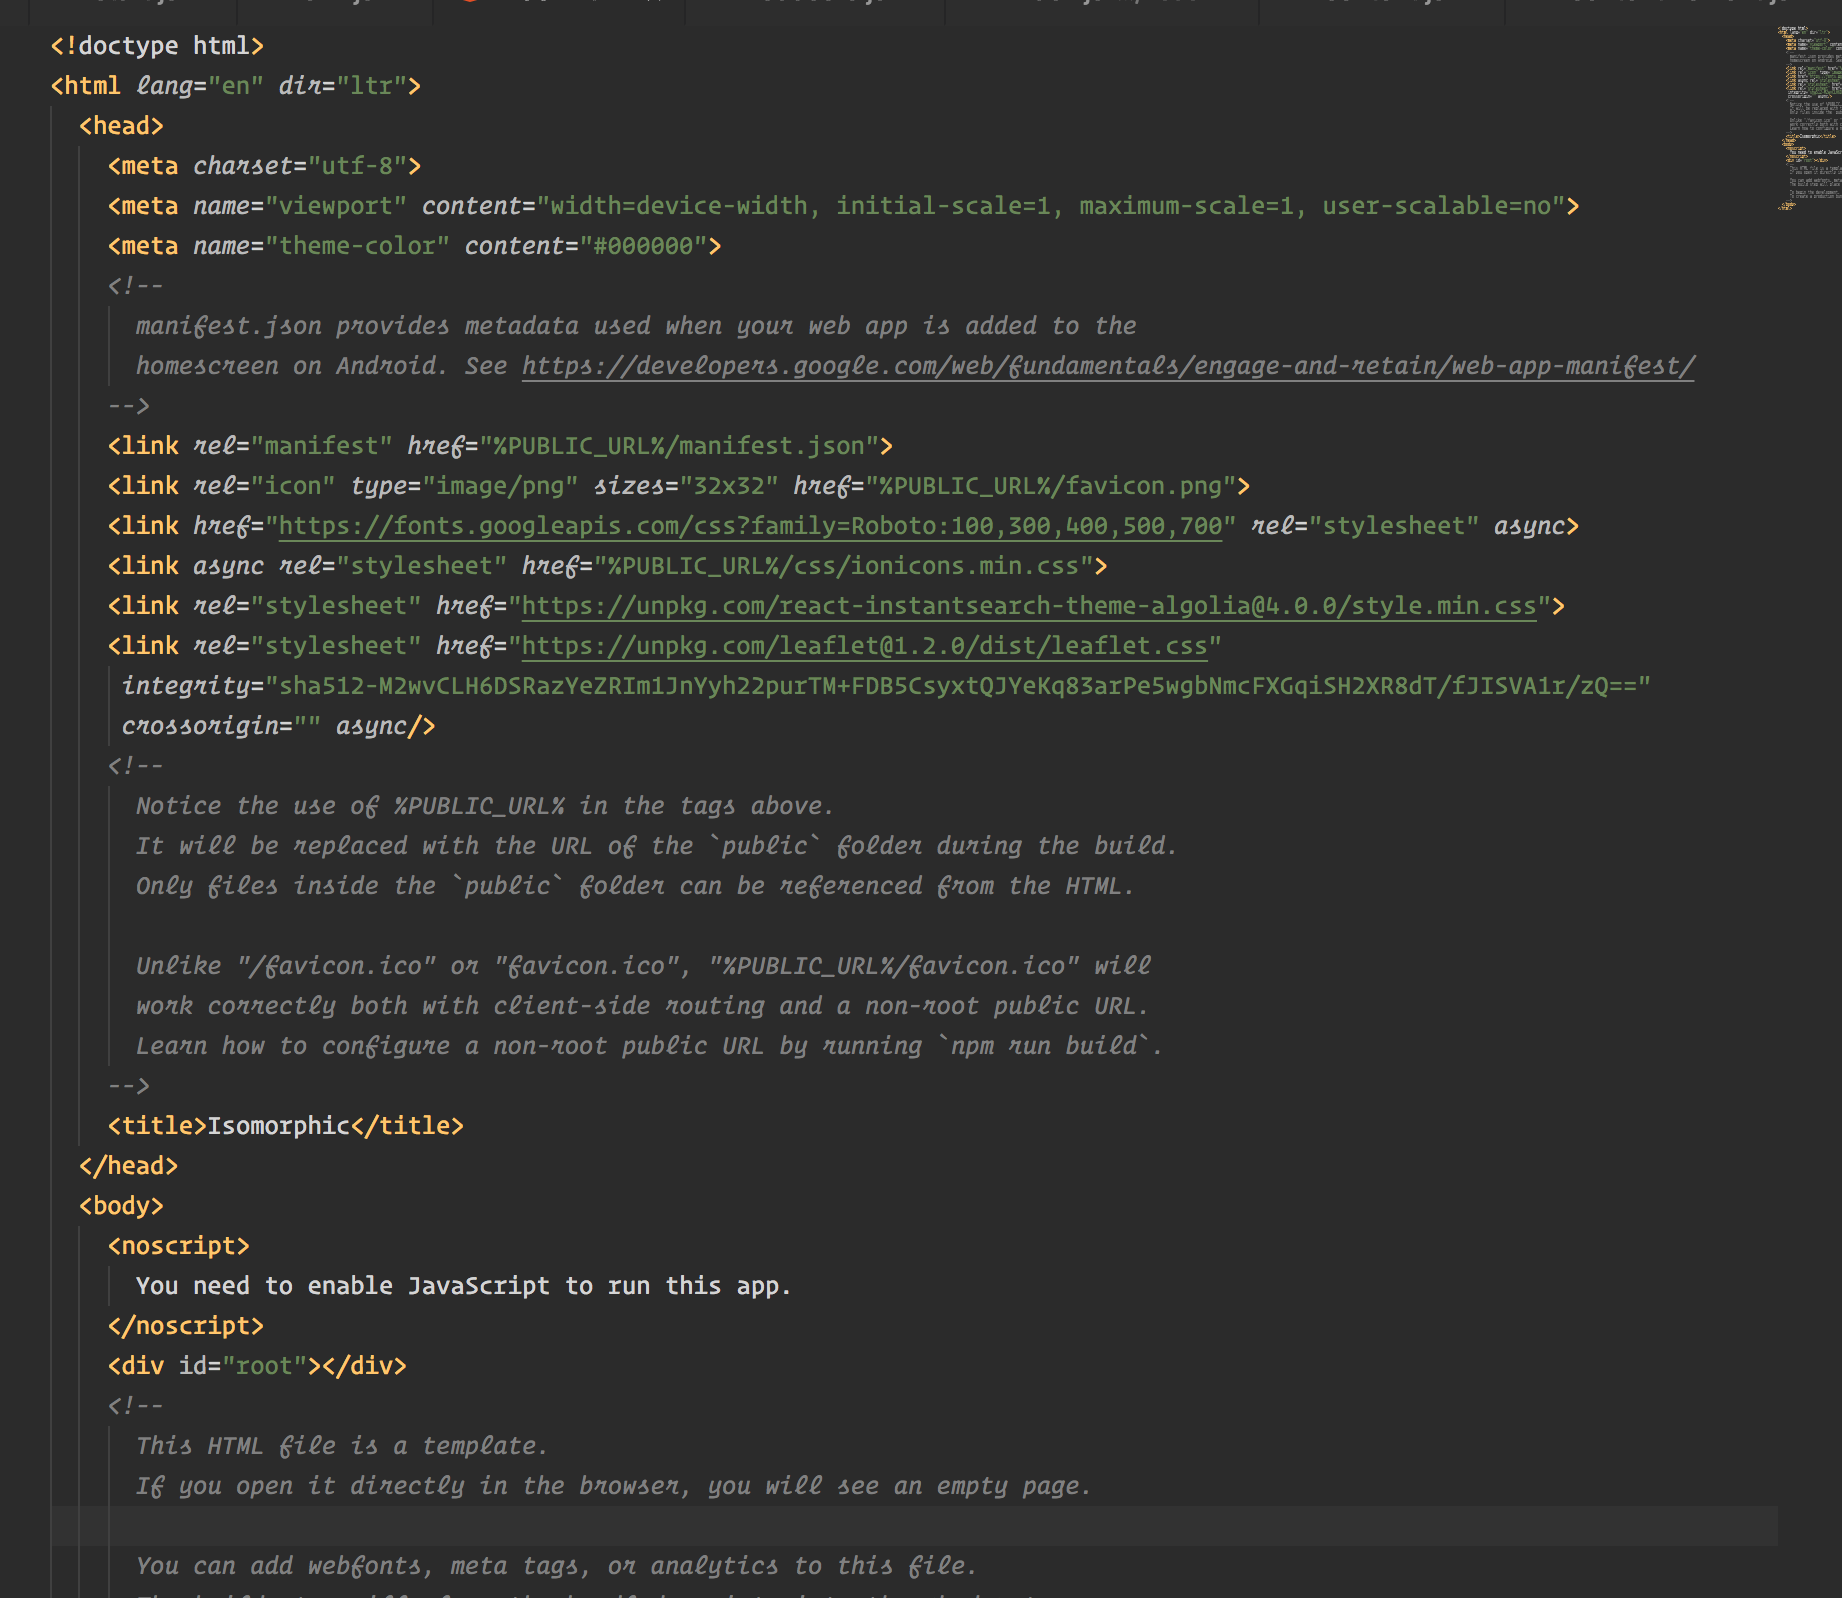 <!doctype html>
<html lang="en" dir="ltr">
<head>
<meta charset="utf-8">
<meta name="viewport" content="width=device-width, initial-scale=1, maximum-scale=1, user-scalable=no">
<meta name="theme-color" content="#000000">
<!--
manifest.json provides metadata used when your web app is added to the
homescreen on Android. See https://developers.google.com/web/fundamentals/engage-and-retain/web-app-manifest/
-->
<link rel="manifest" href="%PUBLIC_URL%/manifest.json">
<link rel="icon" type="image/png" sizes="32x32" href="%PUBLIC_URL%/favicon.png">
<link href="https://fonts.googleapis.com/css?family=Roboto:100,300,400,500,700" rel="stylesheet" async>
<link async rel="stylesheet" href="%PUBLIC_URL%/css/ionicons.min.css">
<link rel="stylesheet" href="https://unpkg.com/react-instantsearch-theme-algolia@4.0.0/style.min.css">
<link rel="stylesheet" href="https://unpkg.com/leaflet@1.2.0/dist/leaflet.css"
integrity="sha512-M2wvCLH6DSRazYeZRIm1JnYyh22purTM+FDB5CsyxtQJYeKq83arPe5wgbNmcFXGqiSH2XR8dT/fJISVA1r/zQ=="
crossorigin="" async/>
<!--
Notice the use of %PUBLIC_URL% in the tags above.
It will be replaced with the URL of the `public` folder during the build.
Only files inside the `public` folder can be referenced from the HTML.
Unlike "/favicon.ico" or "favicon.ico", "%PUBLIC_URL%/favicon.ico" will
work correctly both with client-side routing and a non-root public URL.
Learn how to configure a non-root public URL by running `npm run build`.
-->
<title>Isomorphic</title>
</head>
<body>
<noscript>
You need to enable JavaScript to run this app.
</noscript>
<div id="root"></div>
<!--
This HTML file is a template.
If you open it directly in the browser, you will see an empty page.
You can add webfonts, meta tags, or analytics to this file.